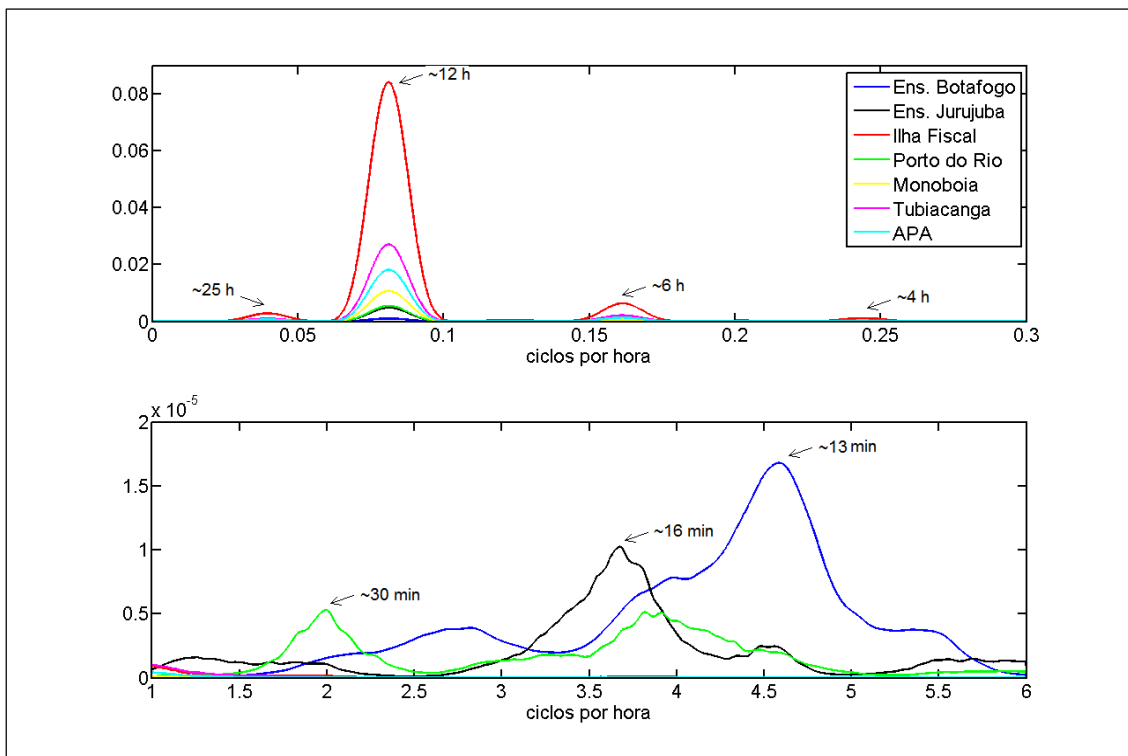 0.08
0.06
0.04
0.02
0
0
0.05
0.1
0.15
0.2
0.25
0.3
~12 h
~25 h
~6 h
~4 h
Ens. Botafogo
Ens. Jurujuba
Ilha Fiscal
Porto do Rio
Monoboia
Tubiacanga
APA
ciclos por hora
x 10-5
2
1.5
1
0.5
0
1
1.5
2
2.5
3
3.5
4
4.5
5
5.5
6
~13 min
~16 min
~30 min
ciclos por hora